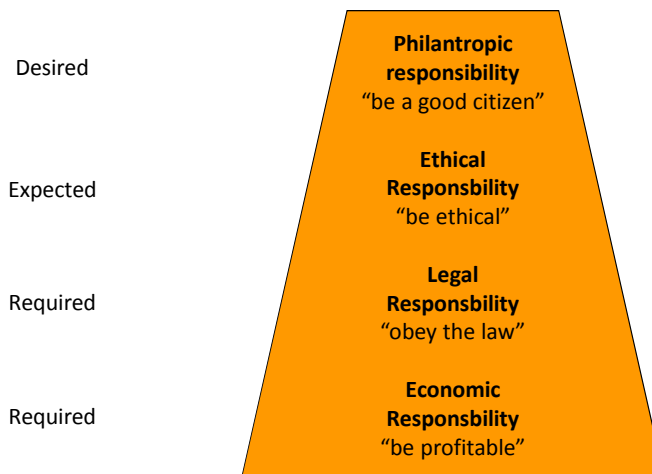 Desired
Philantropic
responsibility
“be a good citizen”
Expected
Ethical
Responsbility
“be ethical”
Required
Legal
Responsbility
“obey the law”
Required
Economic
Responsbility
“be profitable”